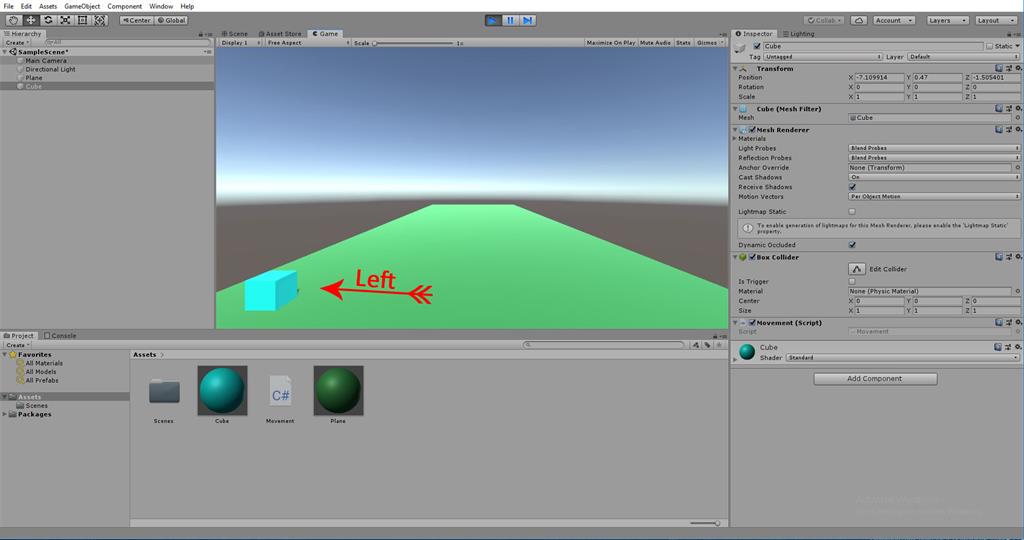 File Edit Assets GameObject Component Window Help
Center Global Collab Account Layers Layout
Hierarchy
Create All
SampleScene*
Main Camera
Directional Light
Plane
Cube
Scene Asset Store Game
Display 1 Free Aspect Scale 1x Maximize On Play Mute Audio Stats Gizmos
Left
Inspector Lighting
Cube Static
Tag Untagged Layer Default
Transform
Position X -7.109914 Y 0.47 Z -1.505401
Rotation X 0 Y 0 Z 0
Scale X 1 Y 1 Z 1
Cube (Mesh Filter)
Mesh Cube
Mesh Renderer
Materials
Light Probes Blend Probes
Reflection Probes Blend Probes
Anchor Override None (Transform)
Cast Shadows On
Receive Shadows
Motion Vectors Per Object Motion
Lightmap Static
To enable generation of lightmaps for this Mesh Renderer, please enable the 'Lightmap Static'
property.
Dynamic Occluded
Box Collider
Edit Collider
Is Trigger
Material None (Physic Material)
Center X 0 Y 0 Z 0
Size X 1 Y 1 Z 1
Movement (Script)
Script Movement
Cube
Shader Standard
Add Component
Project Console
Create
Favorites
All Materials
All Models
All Prefabs
Assets
Scenes
Packages
Assets
C#
Scenes Cube Movement Plane
Activate Windows